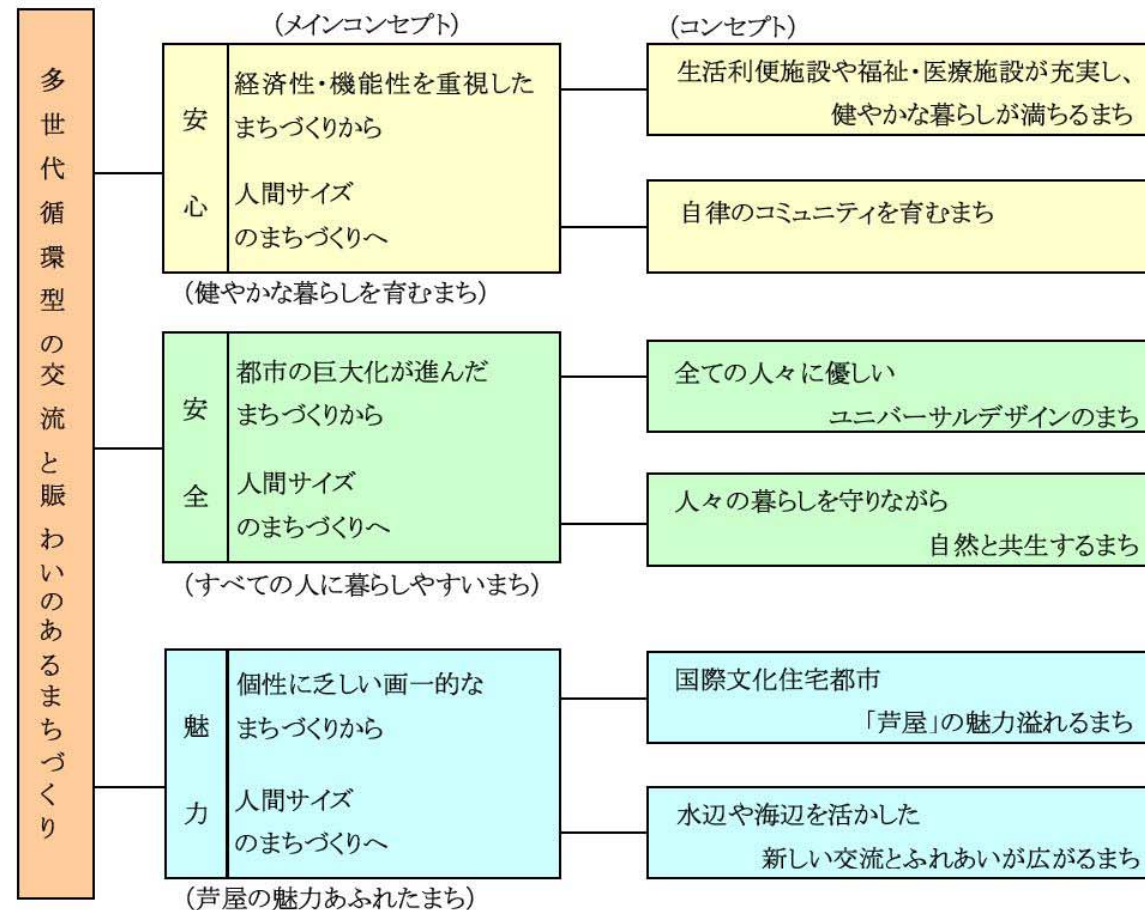 多世代循環型の交流と賑わいのあるまちづくり
(メインコンセプト)
(コンセプト)
安心
経済性・機能性を重視した
まちづくりから
人間サイズ
のまちづくりへ
(健やかな暮らしを育むまち)
生活利便施設や福祉・医療施設が充実し、
健やかな暮らしが満ちるまち
自律のコミュニティを育むまち
安全
都市の巨大化が進んだ
まちづくりから
人間サイズ
のまちづくりへ
(すべての人に暮らしやすいまち)
全ての人々に優しい
ユニバーサルデザインのまち
人々の暮らしを守りながら
自然と共生するまち
魅力
個性に乏しい画一的な
まちづくりから
人間サイズ
のまちづくりへ
(芦屋の魅力あふれたまち)
国際文化住宅都市
「芦屋」の魅力溢れるまち
水辺や海辺を活かした
新しい交流とふれあいが広がるまち